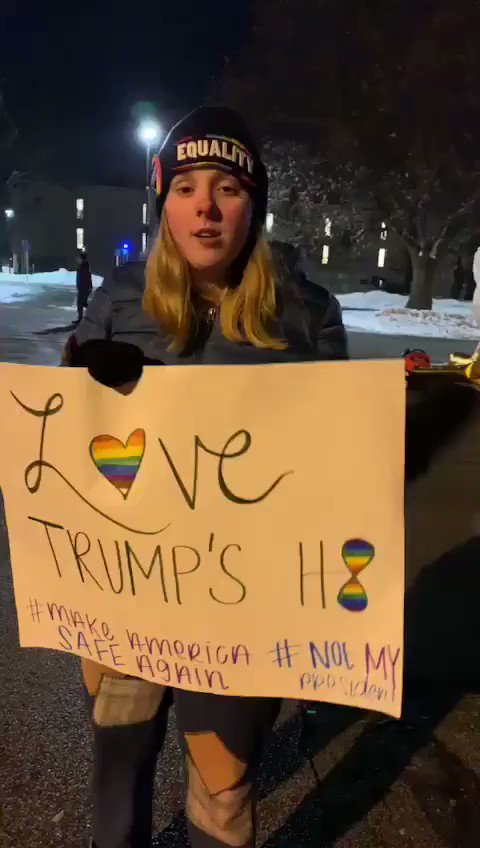 EQUALITY
LOVE
TRUMP'S H8
#MAKE AMERICA
SAFE AGAIN
# NOT MY
president